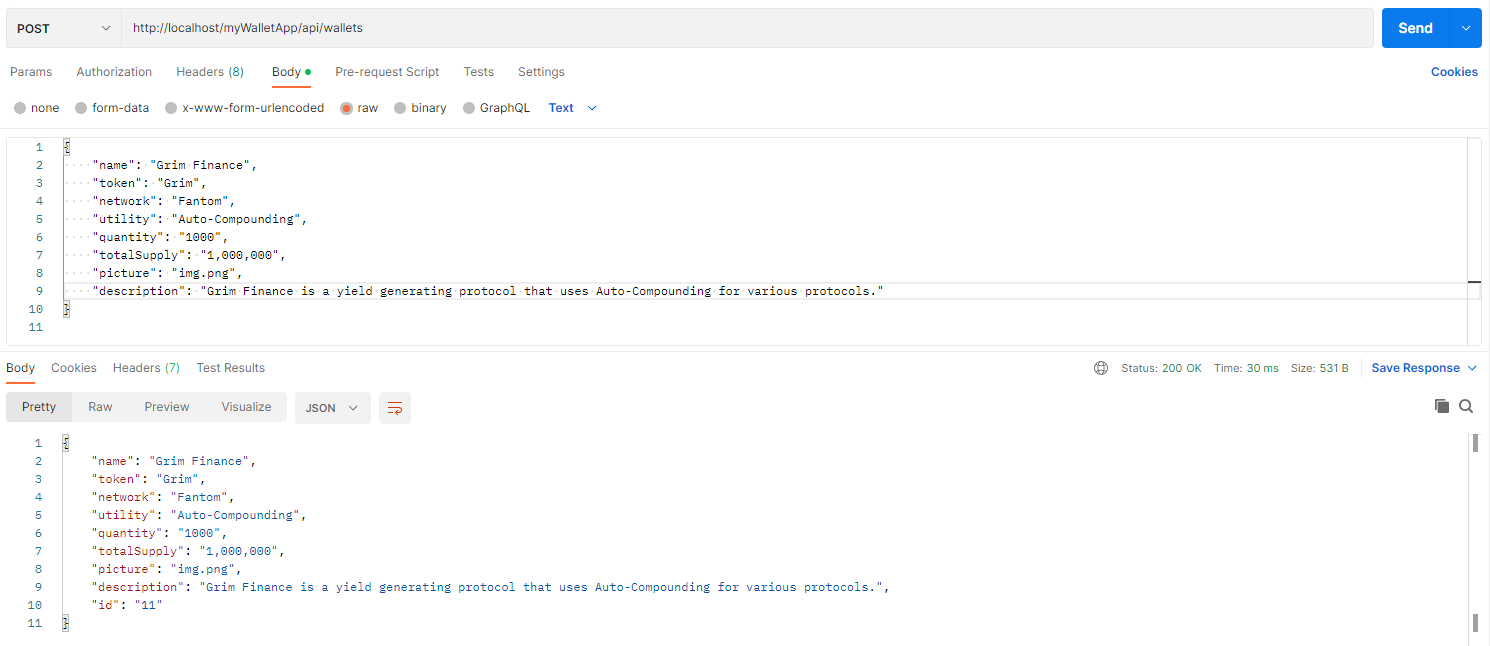 POST http://localhost/myWalletApp/api/wallets Send
Params Authorization Headers (8) Body Pre-request Script Tests Settings Cookies
none form-data x-www-form-urlencoded raw binary GraphQL Text
1 {
2 "name": "Grim Finance",
3 "token": "Grim",
4 "network": "Fantom",
5 "utility": "Auto-Compounding",
6 "quantity": "1000",
7 "totalSupply": "1,000,000",
8 "picture": "img.png",
9 "description": "Grim Finance is a yield generating protocol that uses Auto-Compounding for various protocols."
10 }
11
Body Cookies Headers (7) Test Results Status: 200 OK Time: 30 ms Size: 531 B Save Response
Pretty Raw Preview Visualize JSON
1 {
2 "name": "Grim Finance",
3 "token": "Grim",
4 "network": "Fantom",
5 "utility": "Auto-Compounding",
6 "quantity": "1000",
7 "totalSupply": "1,000,000",
8 "picture": "img.png",
9 "description": "Grim Finance is a yield generating protocol that uses Auto-Compounding for various protocols.",
10 "id": "11"
11 }